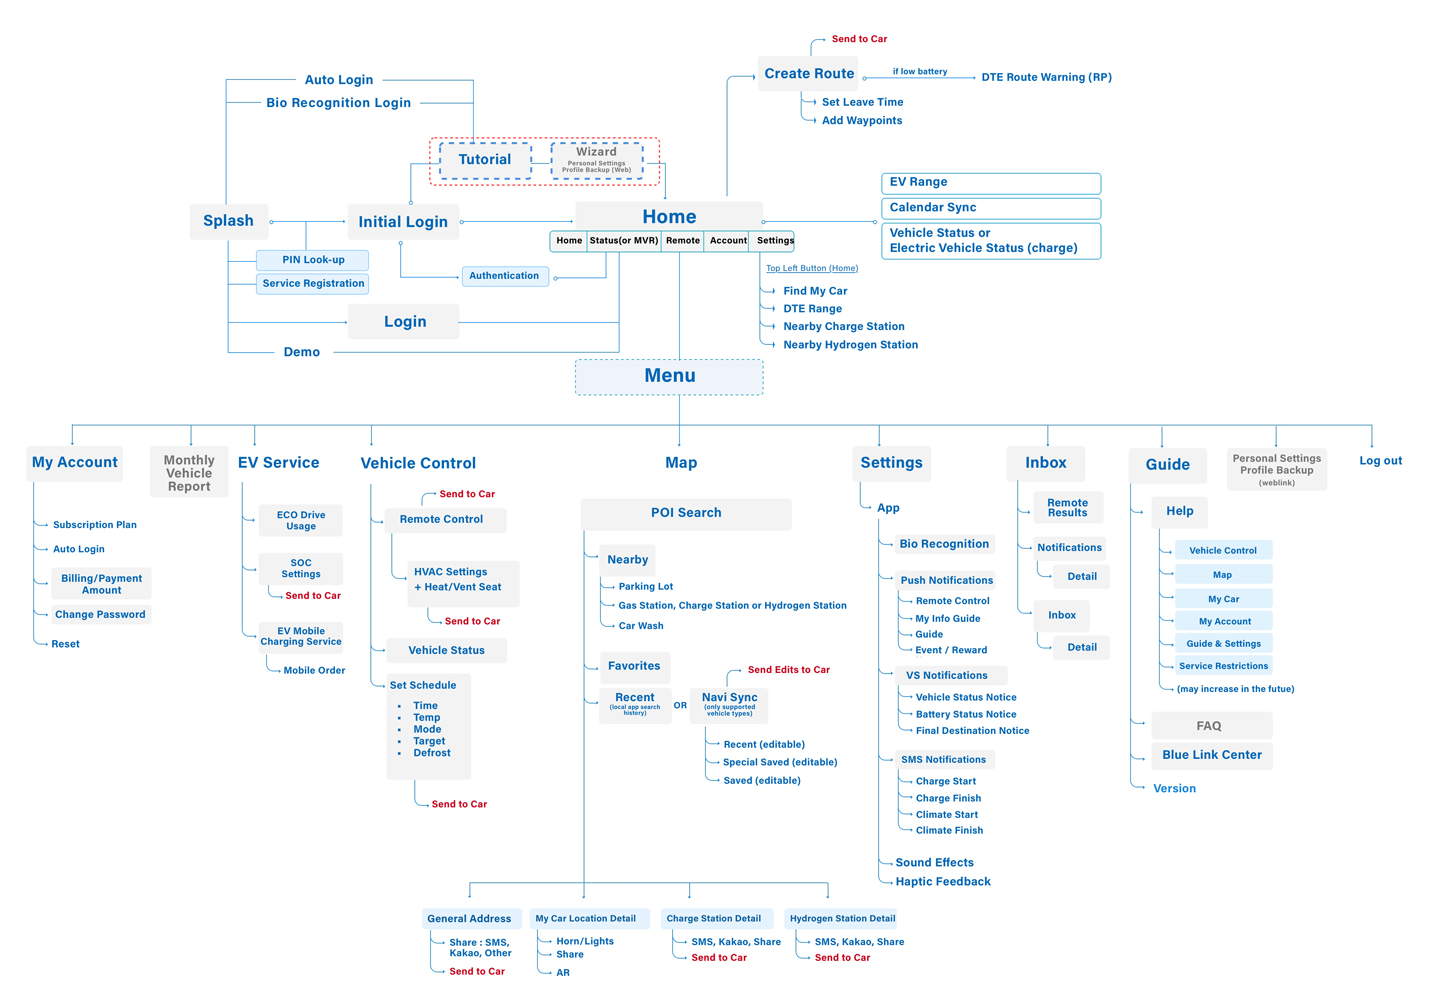 Send to Car
Create Route
if low battery
DTE Route Warning (RP)
Set Leave Time
Add Waypoints
Auto Login
Bio Recognition Login
Tutorial
Wizard
Personal Settings
Profile Backup (Web)
Splash
Initial Login
Home
Home
Status(or MVR)
Remote
Account
Settings
EV Range
Calendar Sync
Vehicle Status or
Electric Vehicle Status (charge)
PIN Look-up
Service Registration
Authentication
Top Left Button (Home)
Find My Car
DTE Range
Nearby Charge Station
Nearby Hydrogen Station
Login
Demo
Menu
My Account
Subscription Plan
Auto Login
Billing/Payment
Amount
Change Password
Reset
Monthly
Vehicle
Report
EV Service
ECO Drive
Usage
SOC
Settings
Send to Car
EV Mobile
Charging Service
Mobile Order
Vehicle Control
Send to Car
Remote Control
HVAC Settings
+ Heat/Vent Seat
Send to Car
Vehicle Status
Set Schedule
▪ Time
▪ Temp
▪ Mode
▪ Target
▪ Defrost
Send to Car
Map
POI Search
Nearby
Parking Lot
Gas Station, Charge Station or Hydrogen Station
Car Wash
Favorites
Recent
(local app search
history)
OR
Send Edits to Car
Navi Sync
(only supported
vehicle types)
Recent (editable)
Special Saved (editable)
Saved (editable)
General Address
Share : SMS,
Kakao, Other
Send to Car
My Car Location Detail
Horn/Lights
Share
AR
Charge Station Detail
SMS, Kakao, Share
Send to Car
Hydrogen Station Detail
SMS, Kakao, Share
Send to Car
Settings
App
Bio Recognition
Push Notifications
Remote Control
My Info Guide
Guide
Event / Reward
VS Notifications
Vehicle Status Notice
Battery Status Notice
Final Destination Notice
SMS Notifications
Charge Start
Charge Finish
Climate Start
Climate Finish
Sound Effects
Haptic Feedback
Inbox
Remote
Results
Notifications
Detail
Inbox
Detail
Guide
Help
Vehicle Control
Map
My Car
My Account
Guide & Settings
Service Restrictions
(may increase in the futue)
FAQ
Blue Link Center
Version
Personal Settings
Profile Backup
(weblink)
Log out